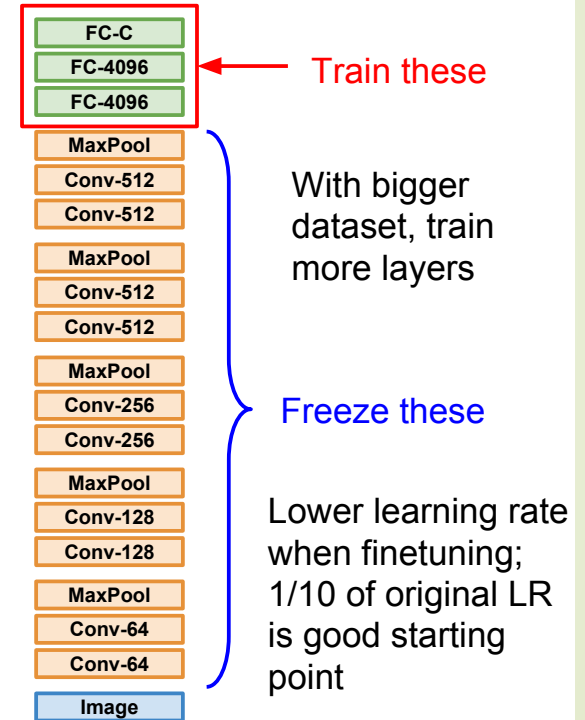 FC-C
FC-4096
FC-4096
Train these
MaxPool
Conv-512
Conv-512
MaxPool
Conv-512
Conv-512
MaxPool
Conv-256
Conv-256
MaxPool
Conv-128
Conv-128
MaxPool
Conv-64
Conv-64
Image
With bigger
dataset, train
more layers
Freeze these
Lower learning rate
when finetuning;
1/10 of original LR
is good starting
point